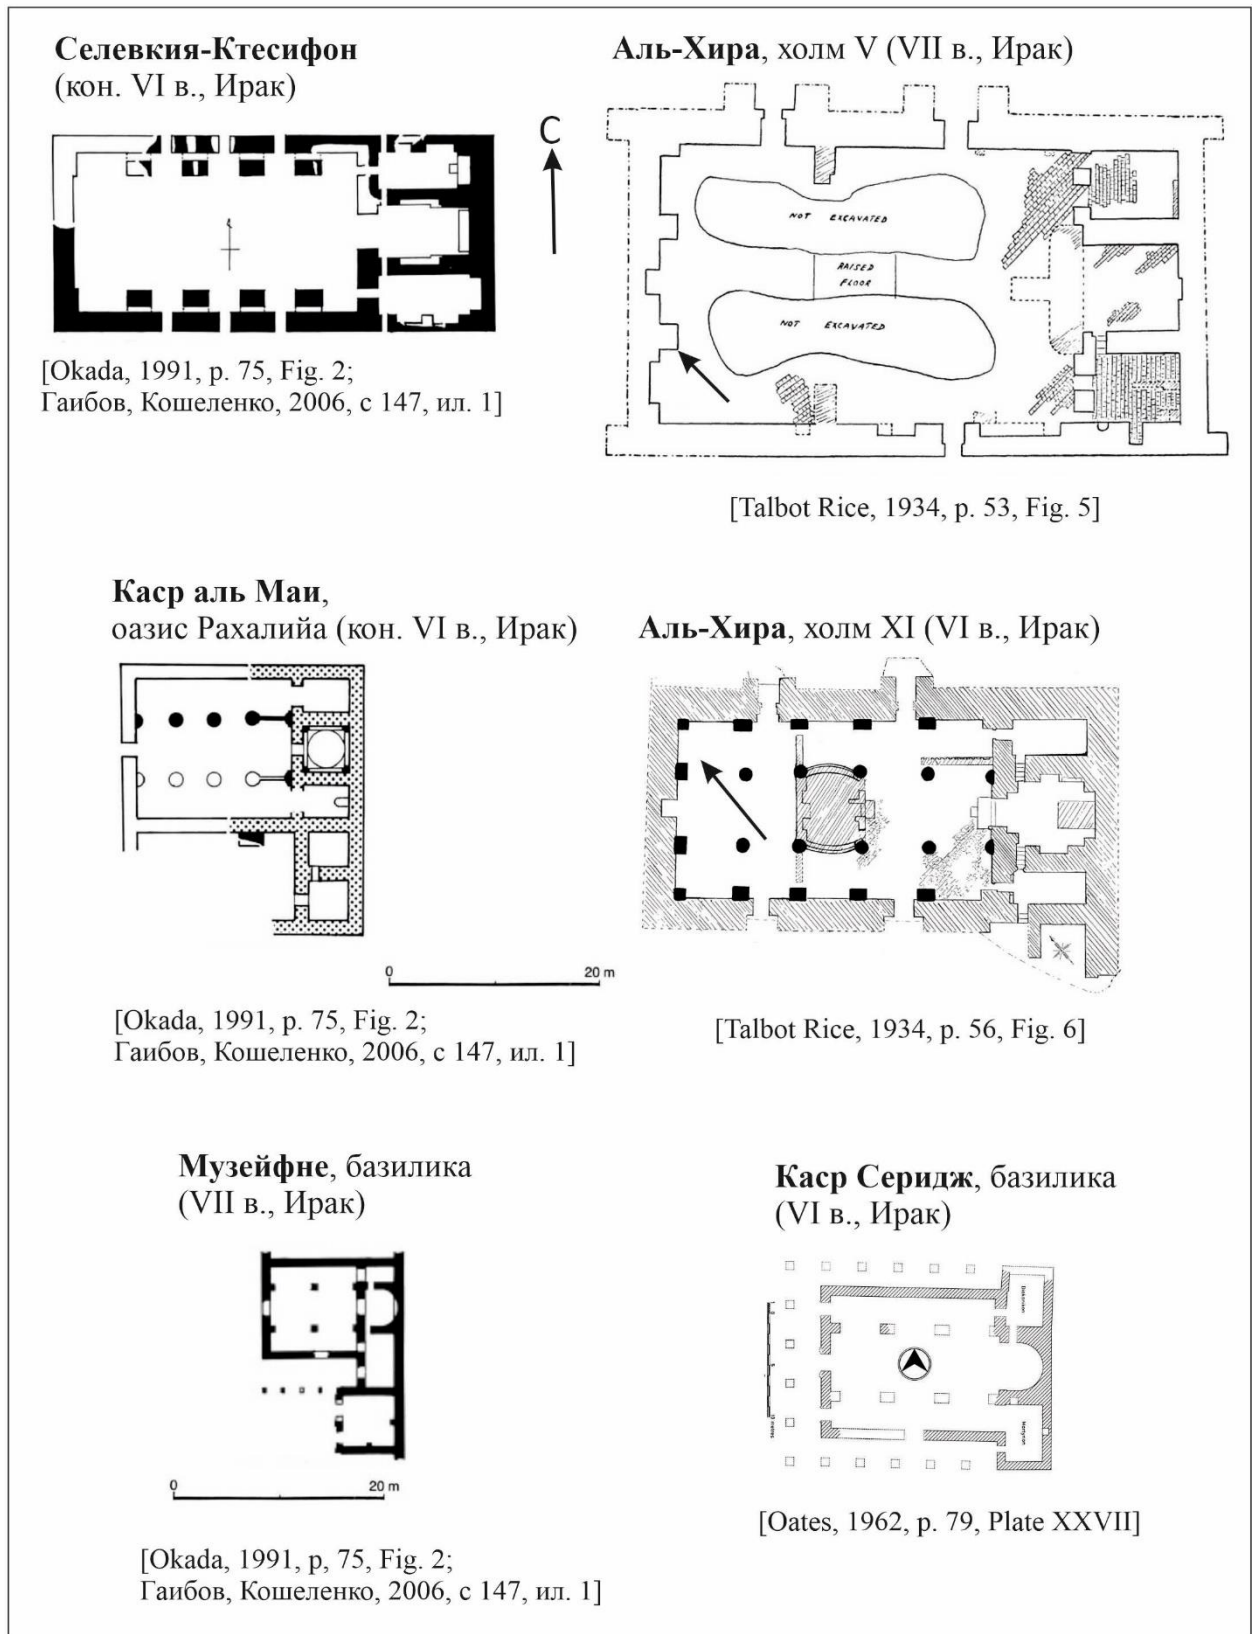 Селевкия-Ктесифон
(кон. VI в., Ирак)
[Okada, 1991, p. 75, Fig. 2;
Гаибов, Кошеленко, 2006, с 147, ил. 1]
С
Аль-Хира, холм V (VII в., Ирак)
NOT EXCAVATED
RAISED
FLOOR
NOT EXCAVATED
[Talbot Rice, 1934, p. 53, Fig. 5]
Каср аль Маи,
оазис Рахалийа (кон. VI в., Ирак)
0 20 m
[Okada, 1991, p. 75, Fig. 2;
Гаибов, Кошеленко, 2006, с 147, ил. 1]
Аль-Хира, холм XI (VI в., Ирак)
[Talbot Rice, 1934, p. 56, Fig. 6]
Музейфне, базилика
(VII в., Ирак)
0 20 m
[Okada, 1991, p, 75, Fig. 2;
Гаибов, Кошеленко, 2006, с 147, ил. 1]
Каср Серидж, базилика
(VI в., Ирак)
[Oates, 1962, p. 79, Plate XXVII]